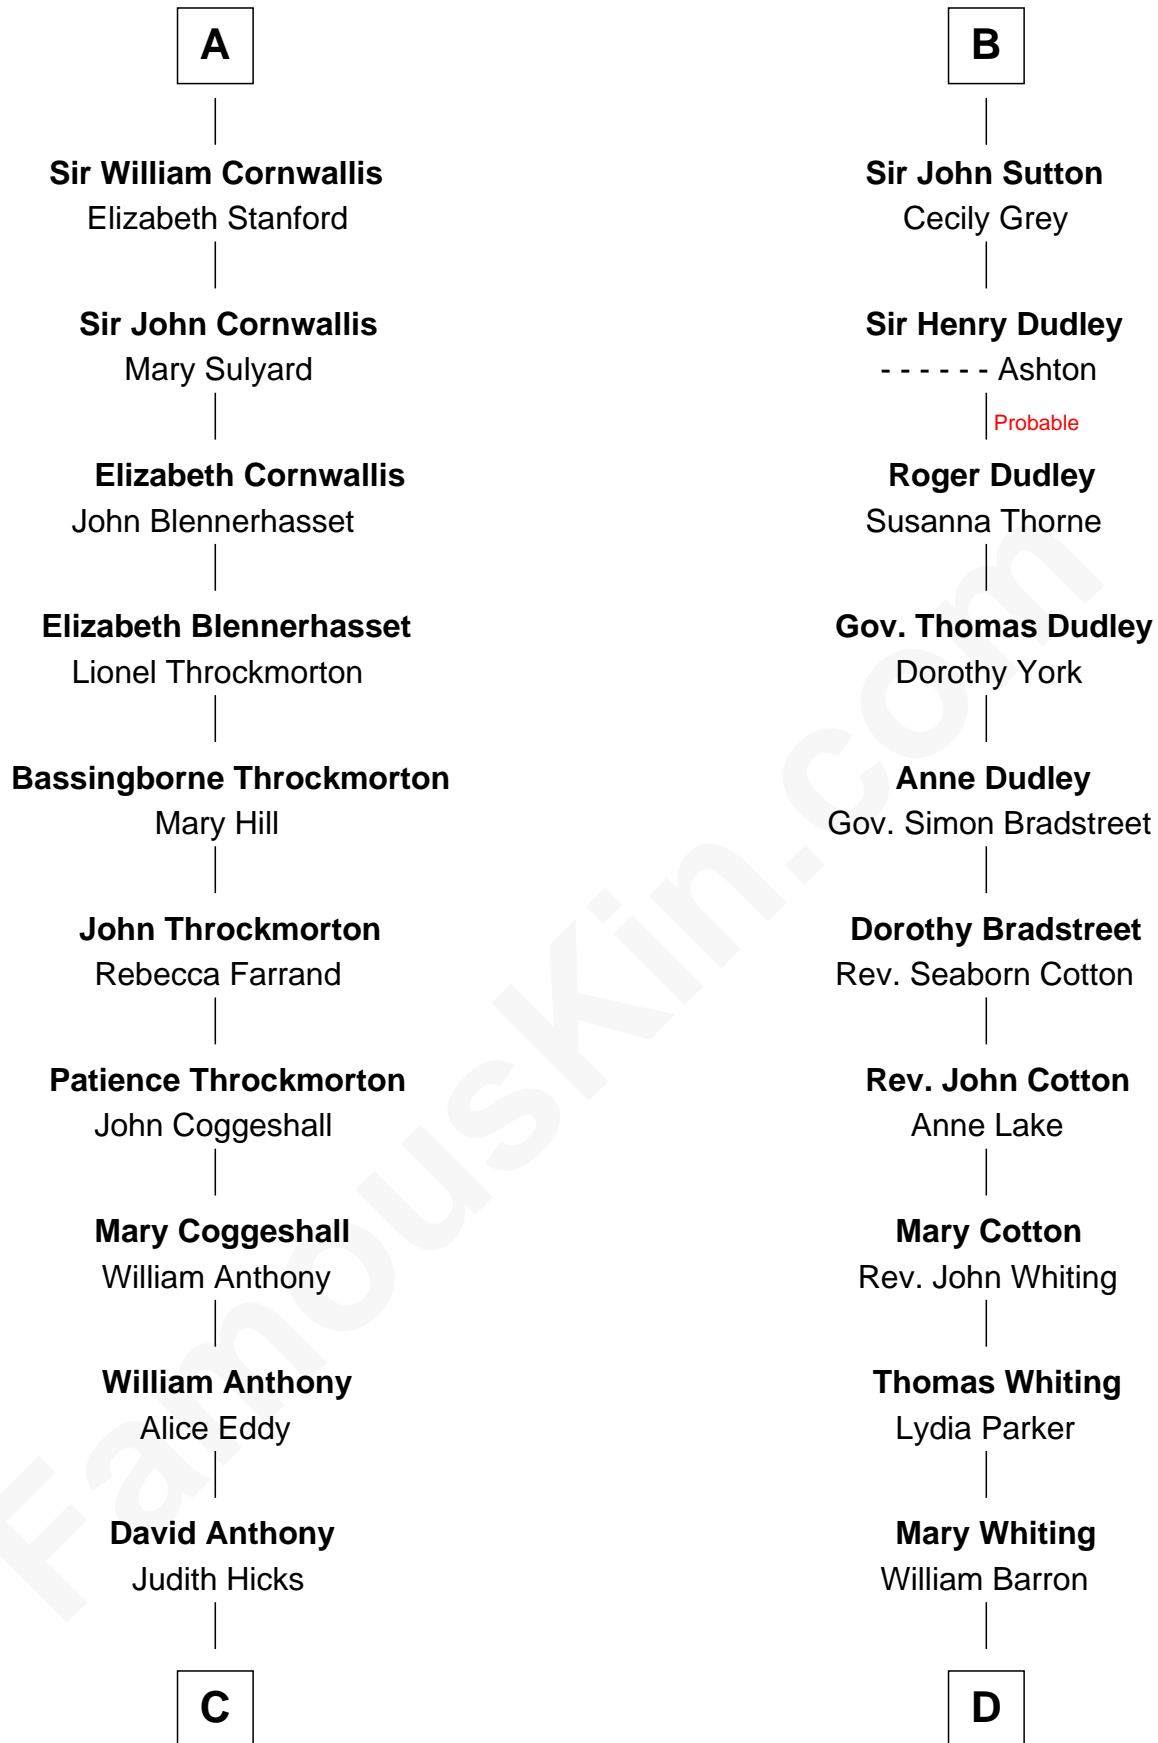 A
Sir William Cornwallis
Elizabeth Stanford
Sir John Cornwallis
Mary Sulyard
Elizabeth Cornwallis
John Blennerhasset
Elizabeth Blennerhasset
Lionel Throckmorton
Bassingborne Throckmorton
Mary Hill
John Throckmorton
Rebecca Farrand
Patience Throckmorton
John Coggeshall
Mary Coggeshall
William Anthony
William Anthony
Alice Eddy
David Anthony
Judith Hicks
C
B
Sir John Sutton
Cecily Grey
Sir Henry Dudley
- - - - - - Ashton
Probable
Roger Dudley
Susanna Thorne
Gov. Thomas Dudley
Dorothy York
Anne Dudley
Gov. Simon Bradstreet
Dorothy Bradstreet
Rev. Seaborn Cotton
Rev. John Cotton
Anne Lake
Mary Cotton
Rev. John Whiting
Thomas Whiting
Lydia Parker
Mary Whiting
William Barron
D
FamousKin.com